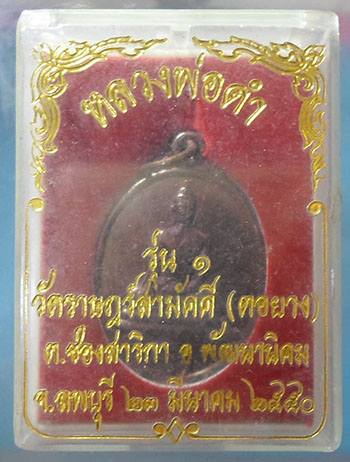 หลวงพ่อดำ
รุ่น ๑
วัดราษฎร์สามัคคี (ตอยาง)
ต.ช่องสาริกา อ พัฒนานิคม
จ.ลพบุรี ๒๓ มีนาคม ๒๕๕๐